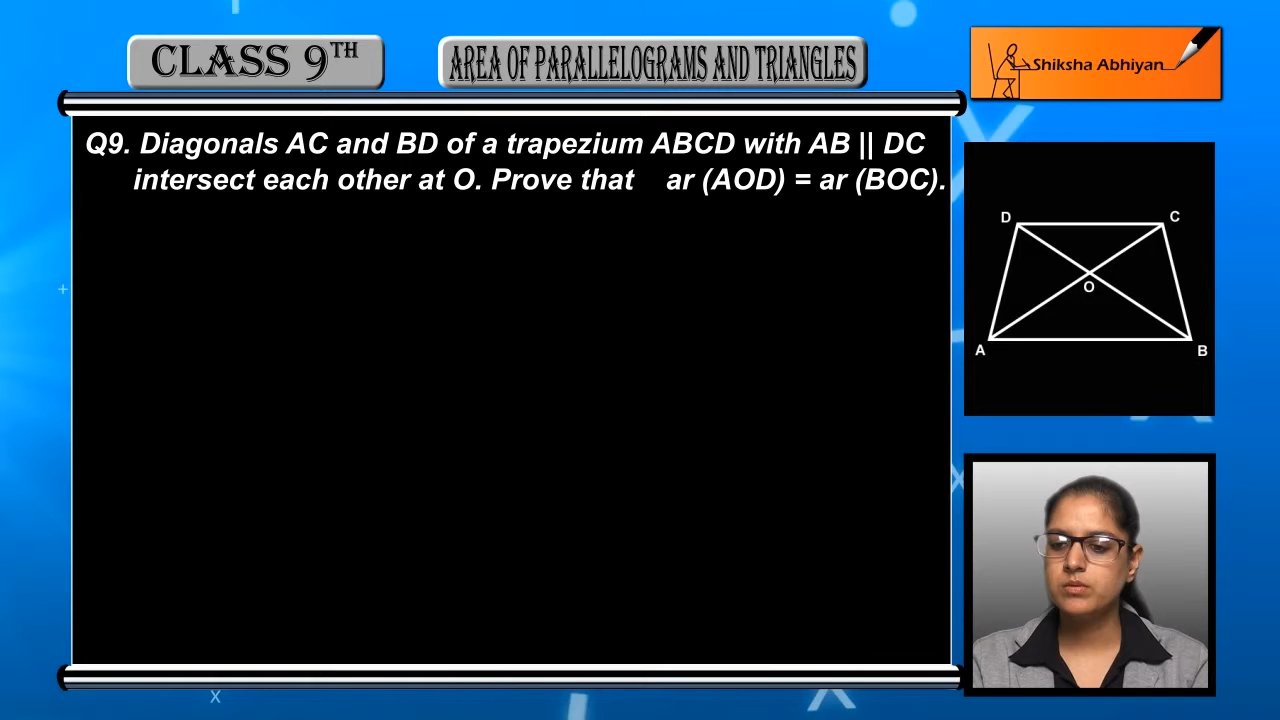 CLASS 9TH
AREA OF PARALLELOGRAMS AND TRIANGLES
Shiksha Abhiyan
Q9. Diagonals AC and BD of a trapezium ABCD with AB || DC
intersect each other at O. Prove that ar (AOD) = ar (BOC).
D
C
O
A
B